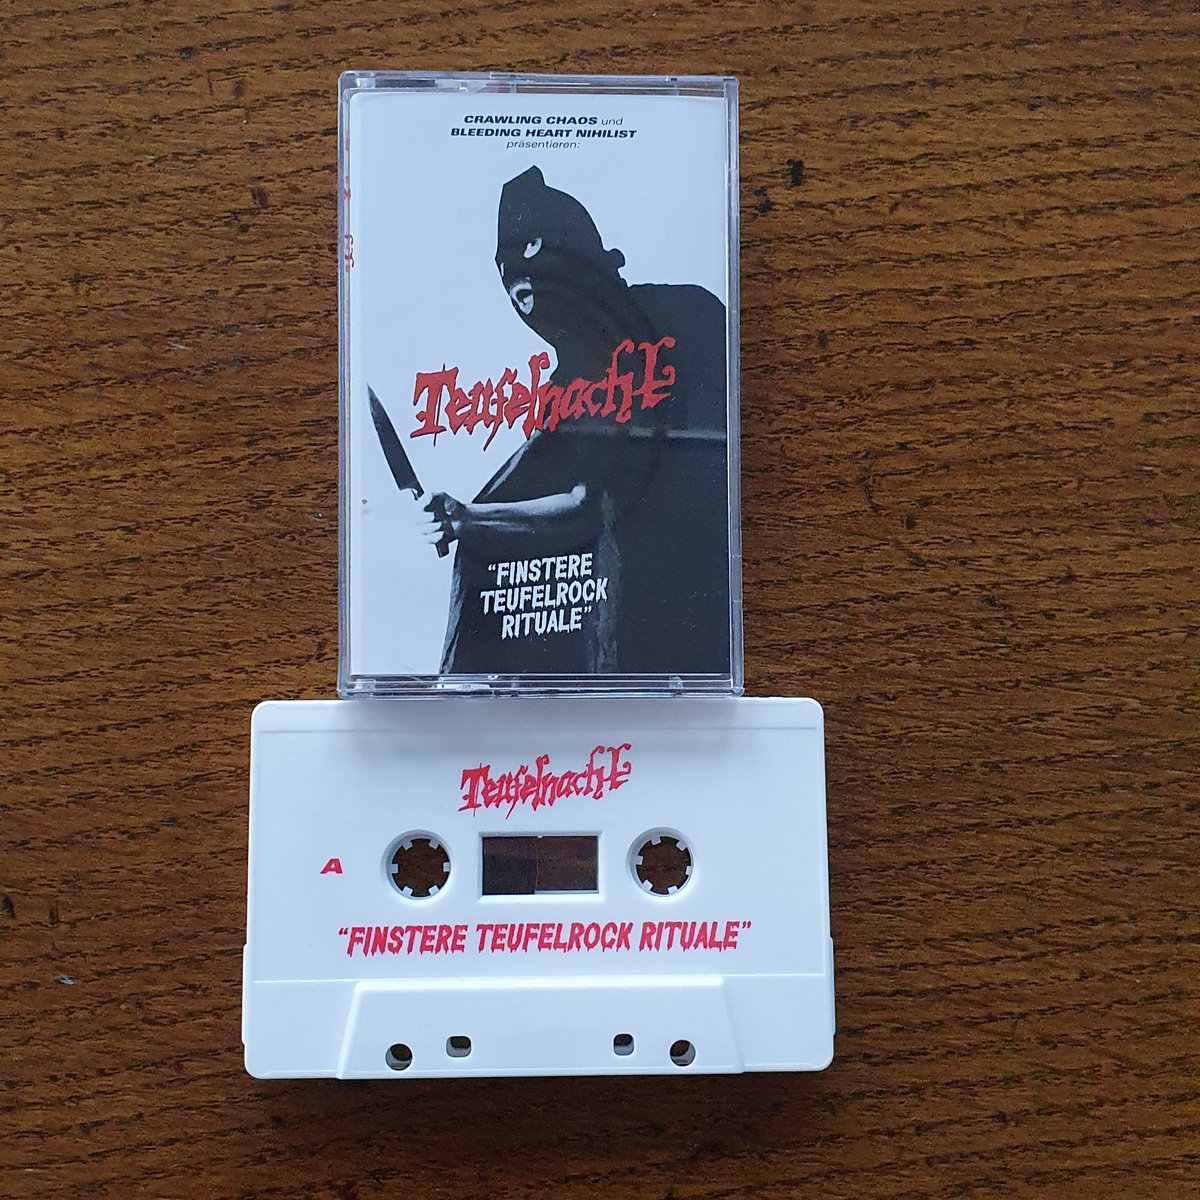 CRAWLING CHAOS und
BLEEDING HEART NIHILIST
präsentieren:
Teufelnacht
“FINSTERE
TEUFELROCK
RITUALE”
Teufelnacht
A
“FINSTERE TEUFELROCK RITUALE”